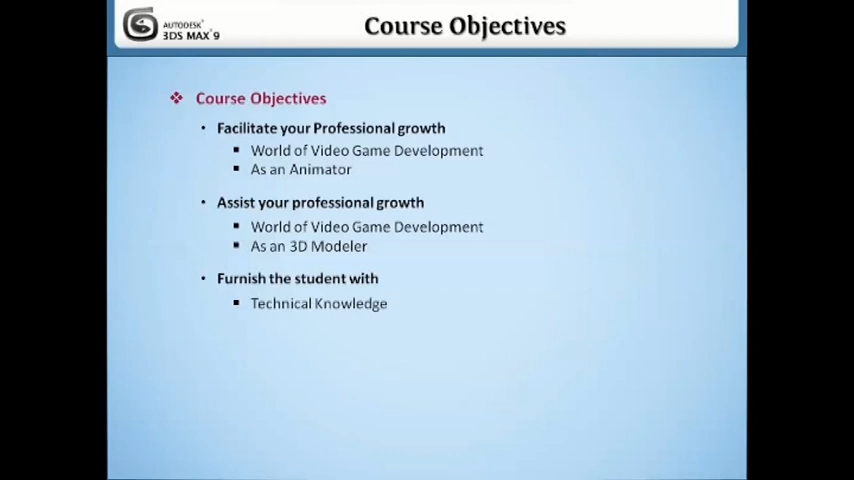 AUTODESK®
3DS MAX® 9
Course Objectives
Course Objectives
Facilitate your Professional growth
World of Video Game Development
As an Animator
Assist your professional growth
World of Video Game Development
As an 3D Modeler
Furnish the student with
Technical Knowledge